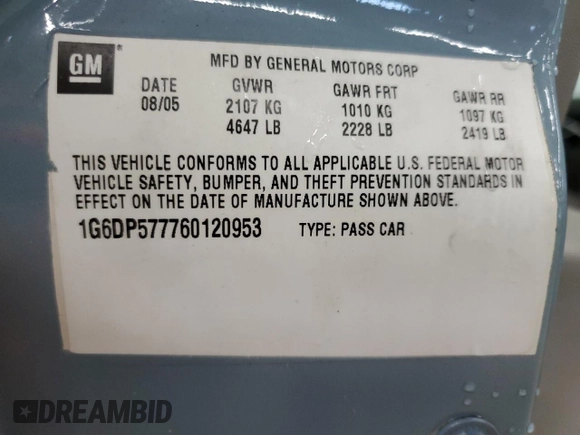 GM
MFD BY GENERAL MOTORS CORP
DATE GVWR GAWR FRT GAWR RR
08/05 2107 KG 1010 KG 1097 KG
4647 LB 2228 LB 2419 LB
THIS VEHICLE CONFORMS TO ALL APPLICABLE U.S. FEDERAL MOTOR
VEHICLE SAFETY, BUMPER, AND THEFT PREVENTION STANDARDS IN
EFFECT ON THE DATE OF MANUFACTURE SHOWN ABOVE.
1G6DP577760120953 TYPE: PASS CAR
DREAMBID